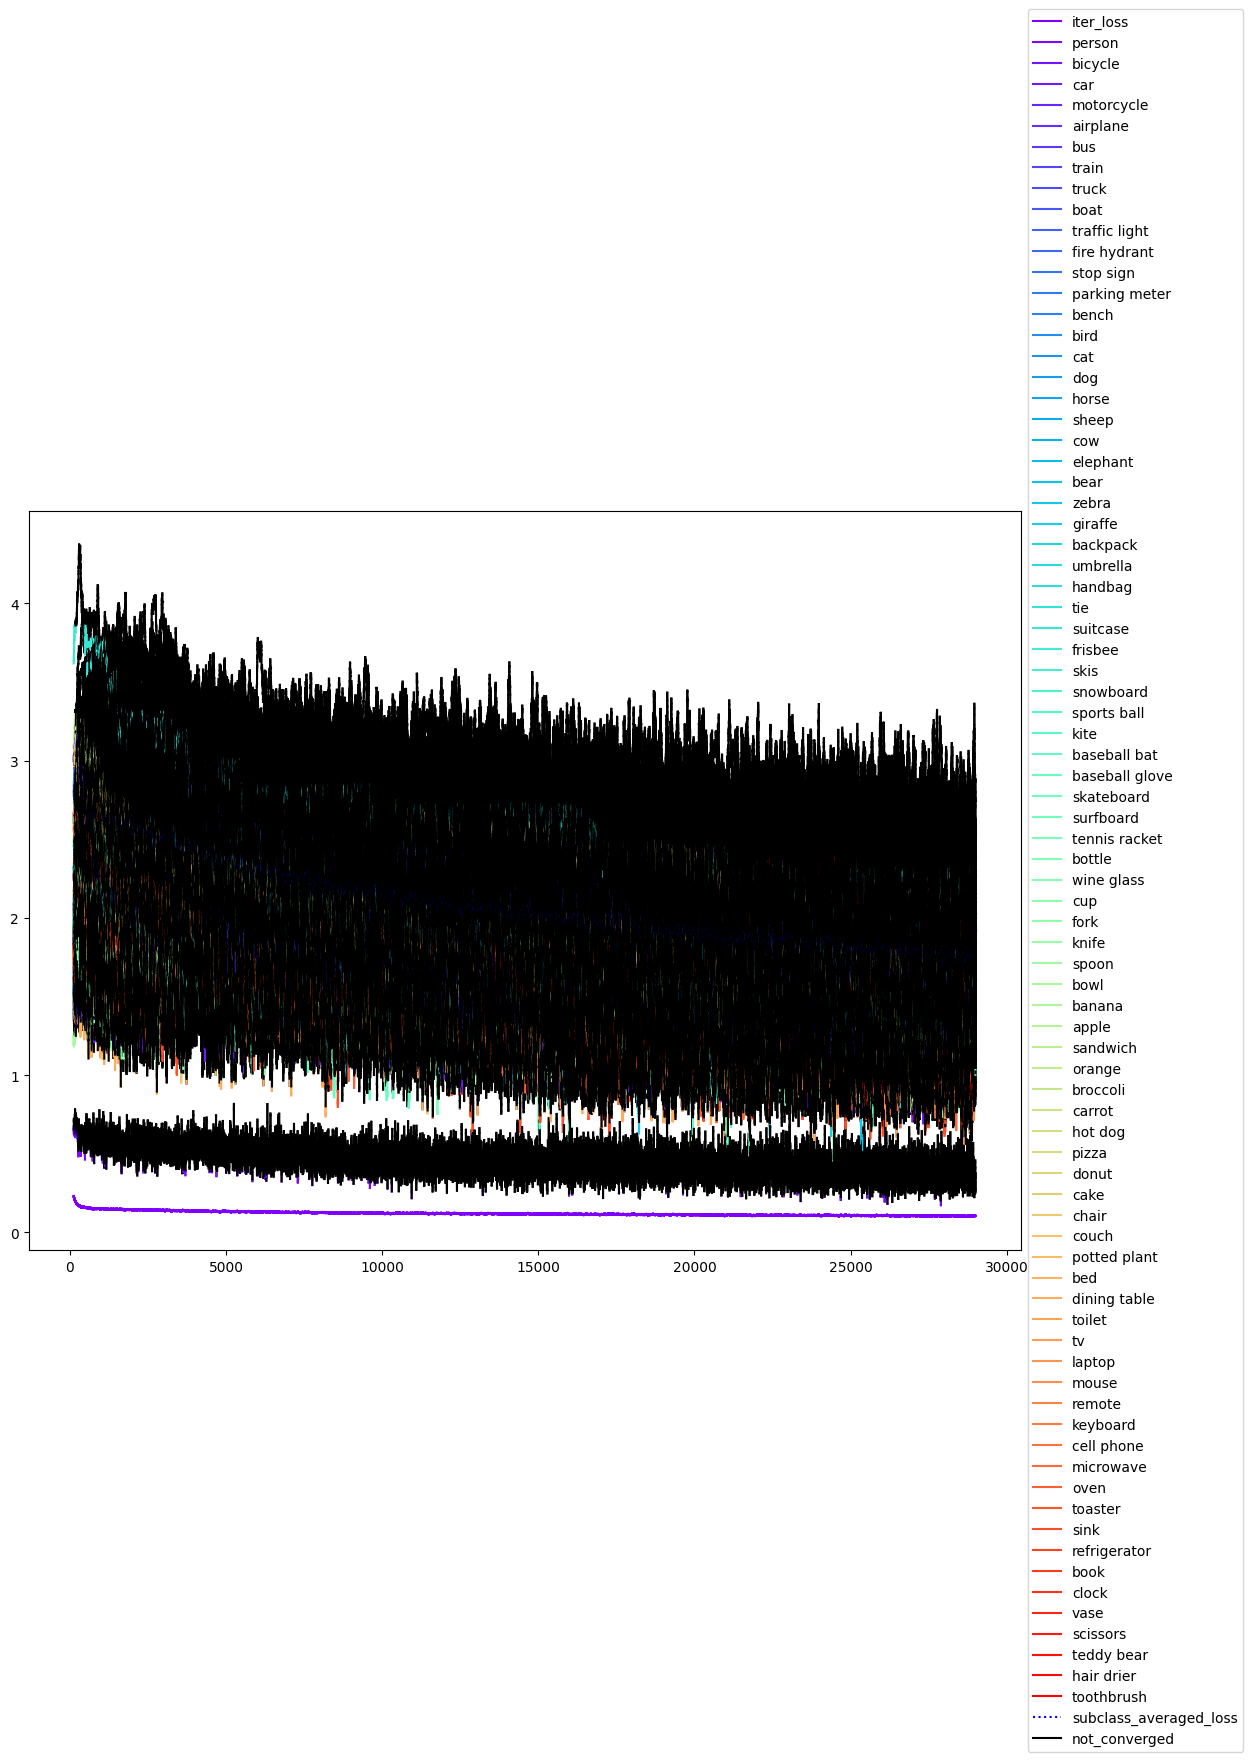 iter_loss
person
bicycle
car
motorcycle
airplane
bus
train
truck
boat
traffic light
fire hydrant
stop sign
parking meter
bench
bird
cat
dog
horse
sheep
cow
elephant
bear
zebra
giraffe
backpack
umbrella
handbag
tie
suitcase
frisbee
skis
snowboard
sports ball
kite
baseball bat
baseball glove
skateboard
surfboard
tennis racket
bottle
wine glass
cup
fork
knife
spoon
bowl
banana
apple
sandwich
orange
broccoli
carrot
hot dog
pizza
donut
cake
chair
couch
potted plant
bed
dining table
toilet
tv
laptop
mouse
remote
keyboard
cell phone
microwave
oven
toaster
sink
refrigerator
book
clock
vase
scissors
teddy bear
hair drier
toothbrush
subclass_averaged_loss
not_converged
4
3
2
1
0
0 5000 10000 15000 20000 25000 30000